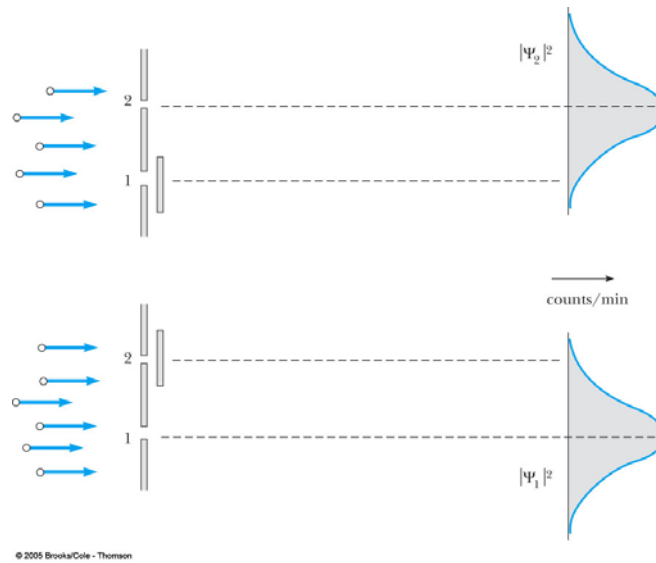 |Ψ₂|²
2
1
counts/min
2
1
|Ψ₁|²
© 2005 Brooks/Cole - Thomson